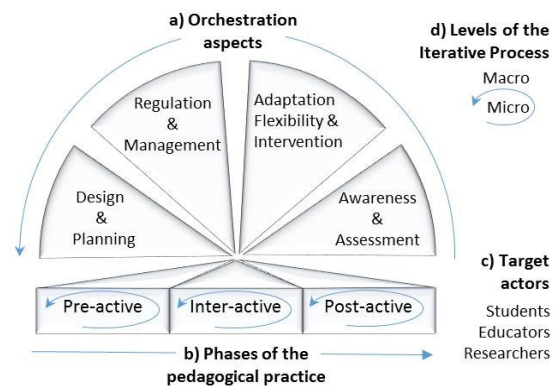 a) Orchestration
aspects
d) Levels of the
Iterative Process
Macro
Micro
Regulation
&
Management
Adaptation
Flexibility &
Intervention
Design
&
Planning
Awareness
&
Assessment
c) Target
actors
Students
Educators
Researchers
Pre-active
Inter-active
Post-active
b) Phases of the
pedagogical practice